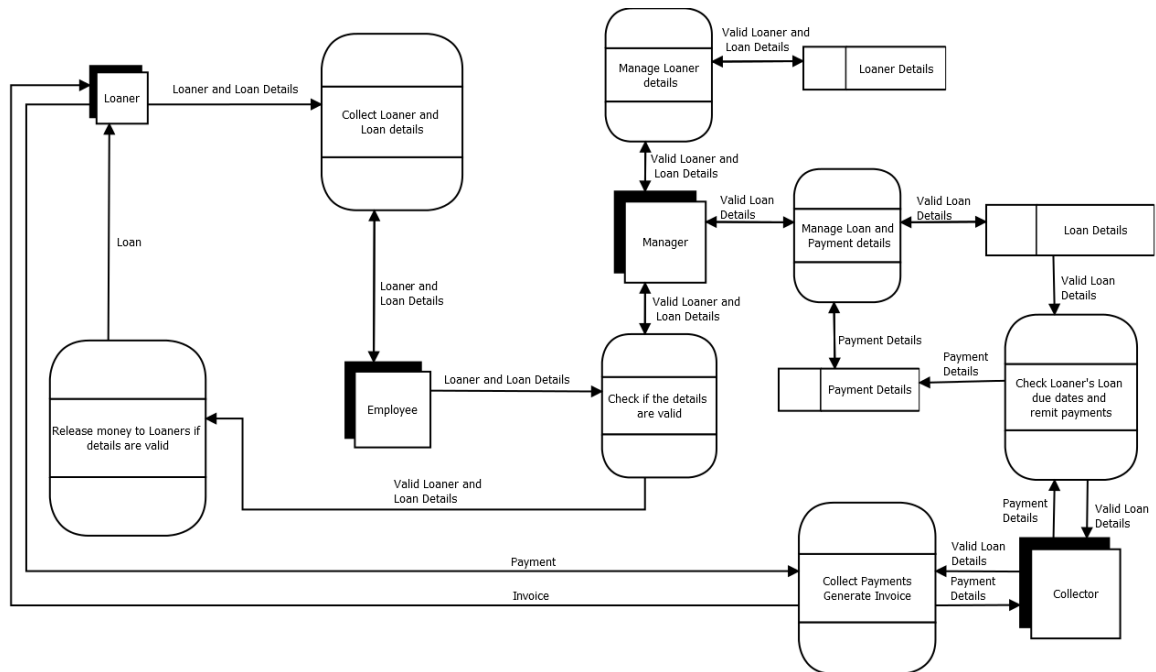 Valid Loaner and
Loan Details
Manage Loaner
details
Loaner Details
Loaner
Loaner and Loan Details
Collect Loaner and
Loan details
Valid Loaner and
Loan Details
Valid Loan
Details
Manage Loan and
Payment details
Valid Loan
Details
Loan Details
Manager
Loan
Valid Loan
Details
Loaner and
Loan Details
Valid Loaner and
Loan Details
Payment Details
Payment
Details
Loaner and Loan Details
Employee
Check if the details
are valid
Payment Details
Check Loaner's Loan
due dates and
remit payments
Release money to Loaners if
details are valid
Valid Loaner and
Loan Details
Payment
Details
Valid Loan
Details
Valid Loan
Details
Payment
Collect Payments
Generate Invoice
Payment
Details
Collector
Invoice